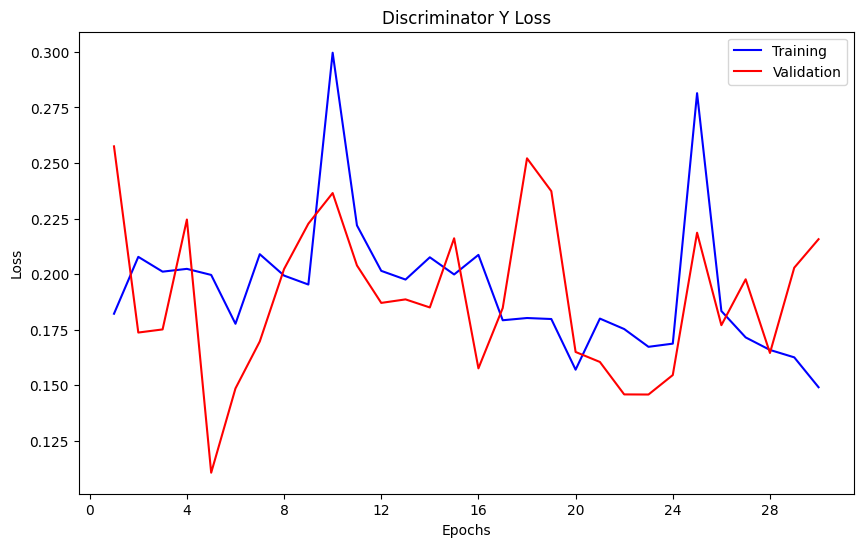 Discriminator Y Loss
Training
Validation
Loss
0.300
0.275
0.250
0.225
0.200
0.175
0.150
0.125
0 4 8 12 16 20 24 28
Epochs